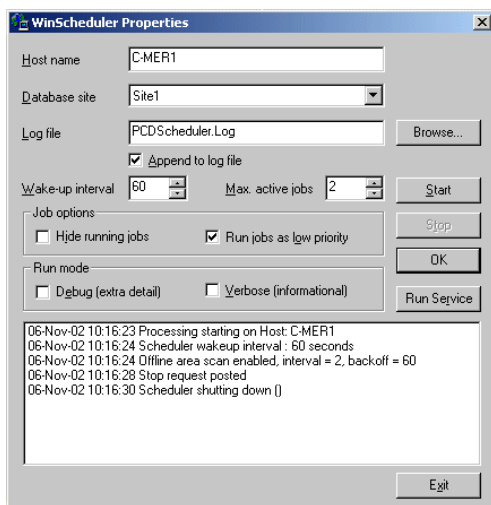 WinScheduler Properties
Host name C-MER1
Database site Site1
Log file PCDScheduler.Log Browse...
Append to log file
Wake-up interval 60 Max. active jobs 2 Start
Job options
Hide running jobs Run jobs as low priority Stop
OK
Run mode
Debug (extra detail) Verbose (informational) Run Service
06-Nov-02 10:16:23 Processing starting on Host: C-MER1
06-Nov-02 10:16:24 Scheduler wakeup interval : 60 seconds
06-Nov-02 10:16:24 Offline area scan enabled, interval = 2, backoff = 60
06-Nov-02 10:16:28 Stop request posted
06-Nov-02 10:16:30 Scheduler shutting down ()
Exit